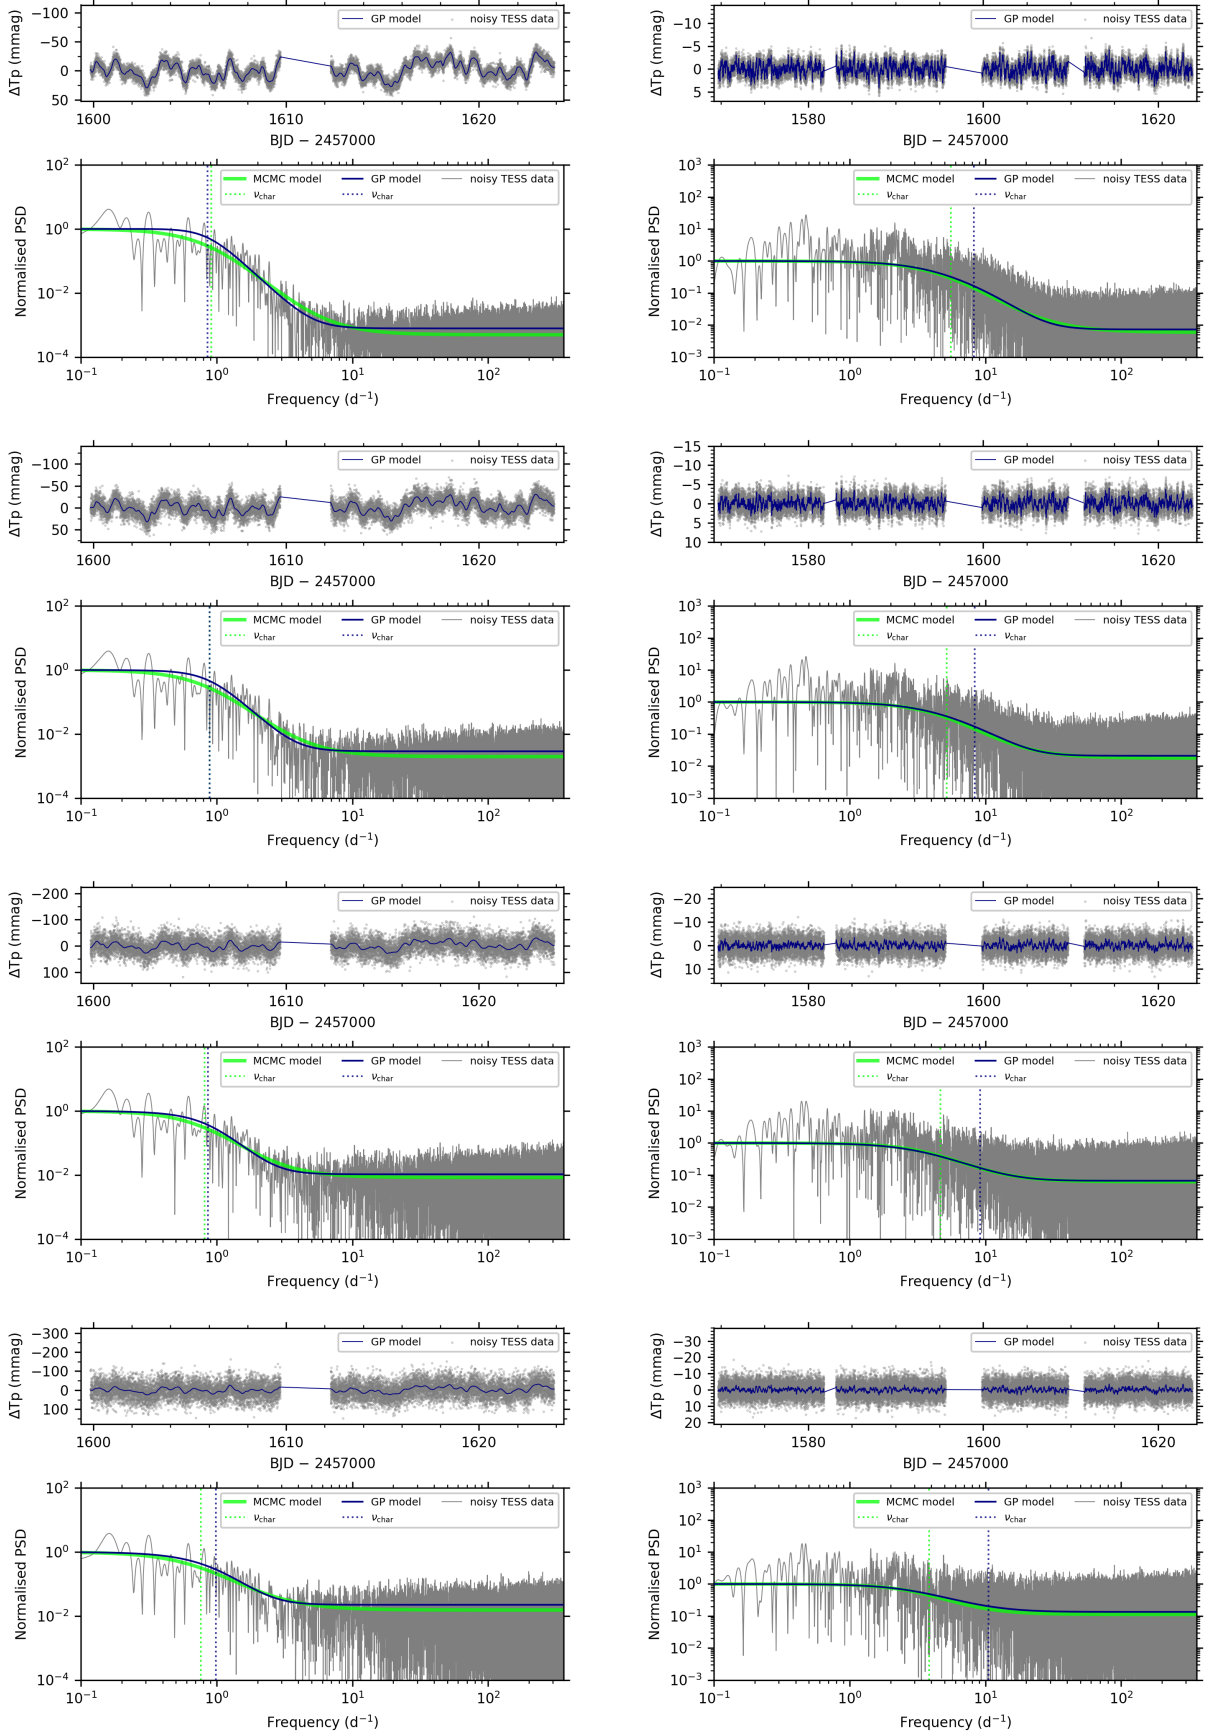 GP model noisy TESS data
−100
−50
0
50
ΔTp (mmag)
1600 1610 1620
BJD − 2457000
MCMC model GP model noisy TESS data
νchar νchar
10^2
10^0
10^−2
10^−4
Normalised PSD
10^−1 10^0 10^1 10^2
Frequency (d^−1)
GP model noisy TESS data
−10
−5
0
5
ΔTp (mmag)
1580 1600 1620
BJD − 2457000
MCMC model GP model noisy TESS data
νchar νchar
10^3
10^2
10^1
10^0
10^−1
10^−2
10^−3
Normalised PSD
10^−1 10^0 10^1 10^2
Frequency (d^−1)
GP model noisy TESS data
−100
−50
0
50
ΔTp (mmag)
1600 1610 1620
BJD − 2457000
MCMC model GP model noisy TESS data
νchar νchar
10^2
10^0
10^−2
10^−4
Normalised PSD
10^−1 10^0 10^1 10^2
Frequency (d^−1)
GP model noisy TESS data
−15
−10
−5
0
5
10
ΔTp (mmag)
1580 1600 1620
BJD − 2457000
MCMC model GP model noisy TESS data
νchar νchar
10^3
10^2
10^1
10^0
10^−1
10^−2
10^−3
Normalised PSD
10^−1 10^0 10^1 10^2
Frequency (d^−1)
GP model noisy TESS data
−200
−100
0
100
ΔTp (mmag)
1600 1610 1620
BJD − 2457000
MCMC model GP model noisy TESS data
νchar νchar
10^2
10^0
10^−2
10^−4
Normalised PSD
10^−1 10^0 10^1 10^2
Frequency (d^−1)
GP model noisy TESS data
−20
−10
0
10
ΔTp (mmag)
1580 1600 1620
BJD − 2457000
MCMC model GP model noisy TESS data
νchar νchar
10^3
10^2
10^1
10^0
10^−1
10^−2
10^−3
Normalised PSD
10^−1 10^0 10^1 10^2
Frequency (d^−1)
GP model noisy TESS data
−300
−200
−100
0
100
ΔTp (mmag)
1600 1610 1620
BJD − 2457000
MCMC model GP model noisy TESS data
νchar νchar
10^2
10^0
10^−2
10^−4
Normalised PSD
10^−1 10^0 10^1 10^2
Frequency (d^−1)
GP model noisy TESS data
−30
−20
−10
0
10
20
ΔTp (mmag)
1580 1600 1620
BJD − 2457000
MCMC model GP model noisy TESS data
νchar νchar
10^3
10^2
10^1
10^0
10^−1
10^−2
10^−3
Normalised PSD
10^−1 10^0 10^1 10^2
Frequency (d^−1)